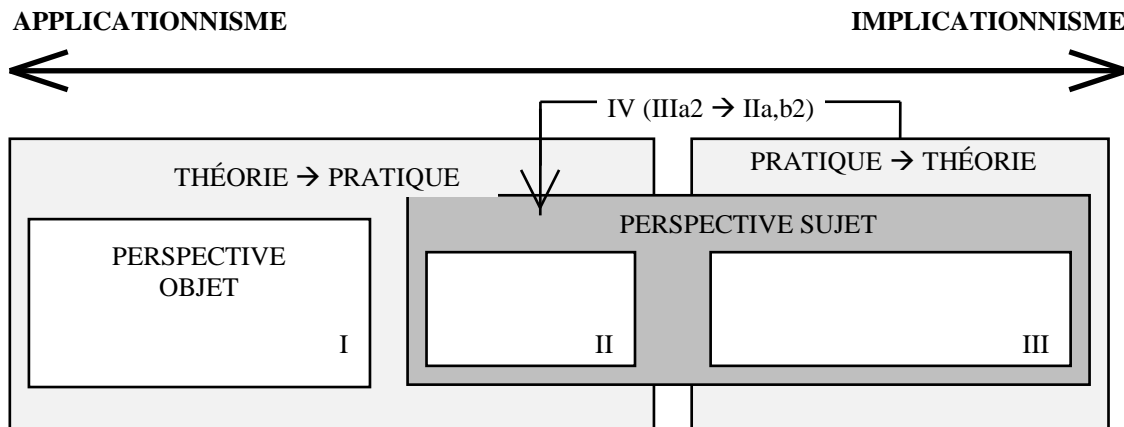 APPLICATIONNISME IMPLICATIONNISME
IV (IIIa2 → IIa,b2)
THÉORIE → PRATIQUE
PRATIQUE → THÉORIE
PERSPECTIVE SUJET
PERSPECTIVE
OBJET
I
II
III